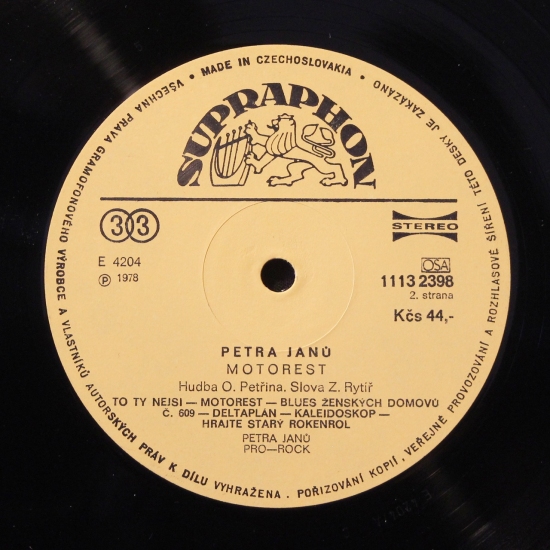 • MADE IN CZECHOSLOVAKIA •
VŠECHNA PRÁVA GRAMOFONOVÉHO VÝROBCE A VLASTNÍKŮ AUTORSKÝCH PRÁV K DÍLU VYHRAŽENA. POŘIZOVÁNÍ KOPIÍ, VEŘEJNÉ PROVOZOVÁNÍ A ROZHLASOVÉ ŠÍŘENÍ TÉTO DESKY JE ZAKÁZÁNO
SUPRAPHON
33
STEREO
E 4204
Ⓟ 1978
OSA
1113 2398
2. strana
Kčs 44,-
PETRA JANŮ
MOTOREST
Hudba O. Petřina. Slova Z. Rytíř
TO TY NEJSI — MOTOREST — BLUES ŽENSKÝCH DOMOVŮ
Č. 609 — DELTAPLÁN — KALEIDOSKOP —
HRAJTE STARÝ ROKENROL
PETRA JANŮ
PRO—ROCK